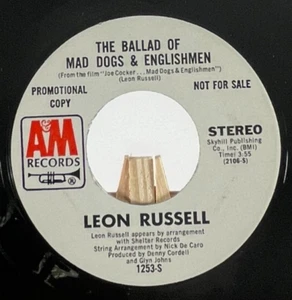 THE BALLAD OF
MAD DOGS & ENGLISHMEN
(From the film "Joe Cocker...Mad Dogs & Englishmen")
(Leon Russell)
PROMOTIONAL
COPY
NOT FOR SALE
A&M
RECORDS
STEREO
Skyhill Publishing
Co., Inc. (BMI)
Time: 3:55
(2106-S)
LEON RUSSELL
Leon Russell appears by arrangement
with Shelter Records
String Arrangement by Nick De Caro
Produced by Denny Cordell
and Glyn Johns
1253-S